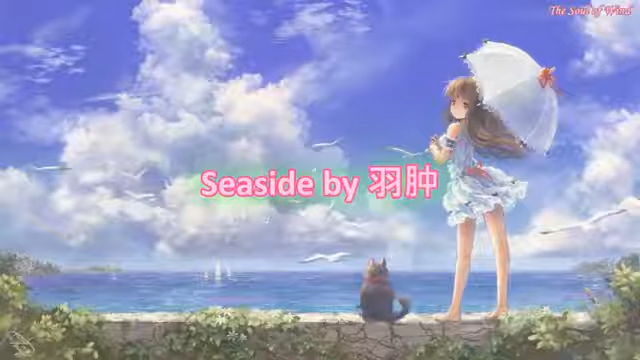 The Soul of Wind
Seaside by 羽肿